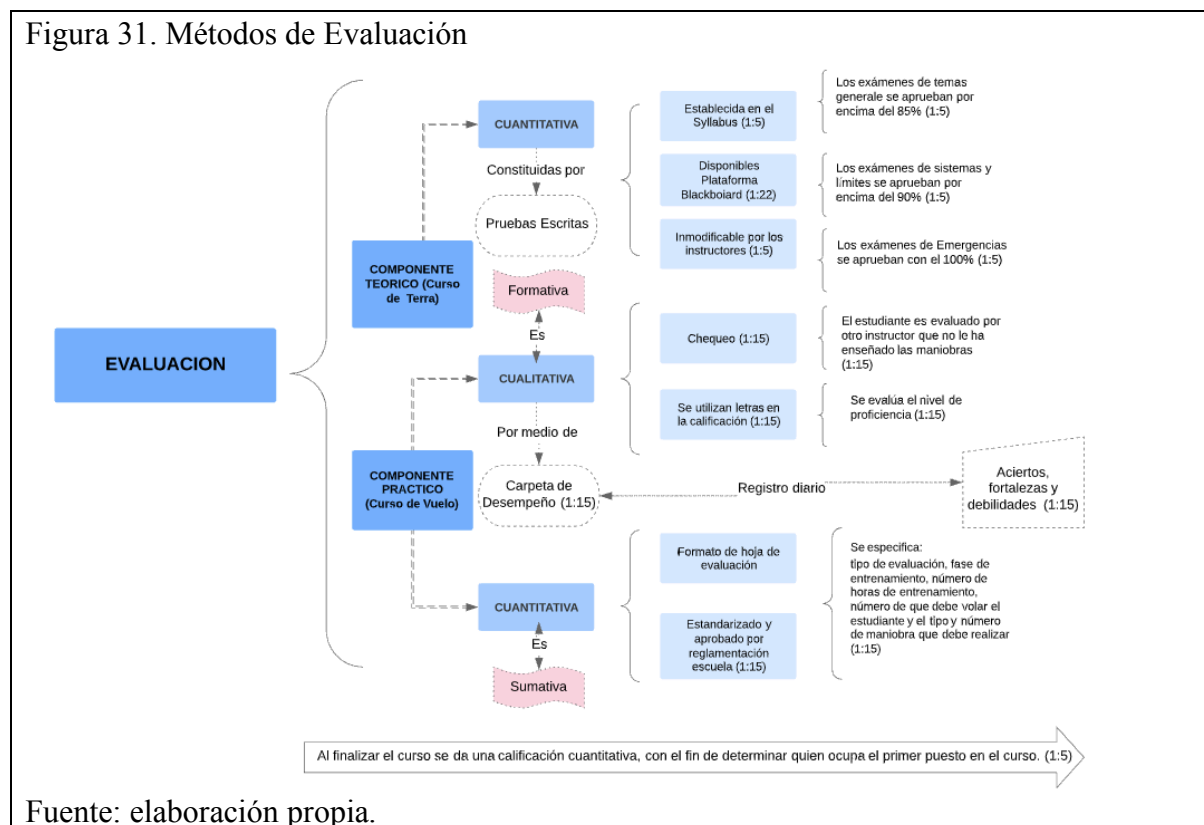 Figura 31. Métodos de Evaluación
EVALUACION
COMPONENTE
TEORICO (Curso
de Terra)
CUANTITATIVA
Constituidas por
Pruebas Escritas
Establecida en el
Syllabus (1:5)
Los exámenes de temas
generale se aprueban por
encima del 85% (1:5)
Disponibles
Plataforma
Blackboiard (1:22)
Los exámenes de sistemas y
límites se aprueban por
encima del 90% (1:5)
Inmodificable por los
instructores (1:5)
Los exámenes de Emergencias
se aprueban con el 100% (1:5)
COMPONENTE
PRACTICO
(Curso de Vuelo)
Formativa
Es
CUALITATIVA
Por medio de
Carpeta de
Desempeño (1:15)
Chequeo (1:15)
El estudiante es evaluado por
otro instructor que no le ha
enseñado las maniobras
(1:15)
Se utilizan letras en
la calificación (1:15)
Se evalúa el nivel de
proficiencia (1:15)
Registro diario
Aciertos,
fortalezas y
debilidades (1:15)
CUANTITATIVA
Es
Sumativa
Formato de hoja de
evaluación
Estandarizado y
aprobado por
reglamentación
escuela (1:15)
Se especifica:
tipo de evaluación, fase de
entrenamiento, número de
horas de entrenamiento,
número de que debe volar el
estudiante y el tipo y número
de maniobra que debe realizar
(1:15)
Al finalizar el curso se da una calificación cuantitativa, con el fin de determinar quien ocupa el primer puesto en el curso. (1:5)
Fuente: elaboración propia.